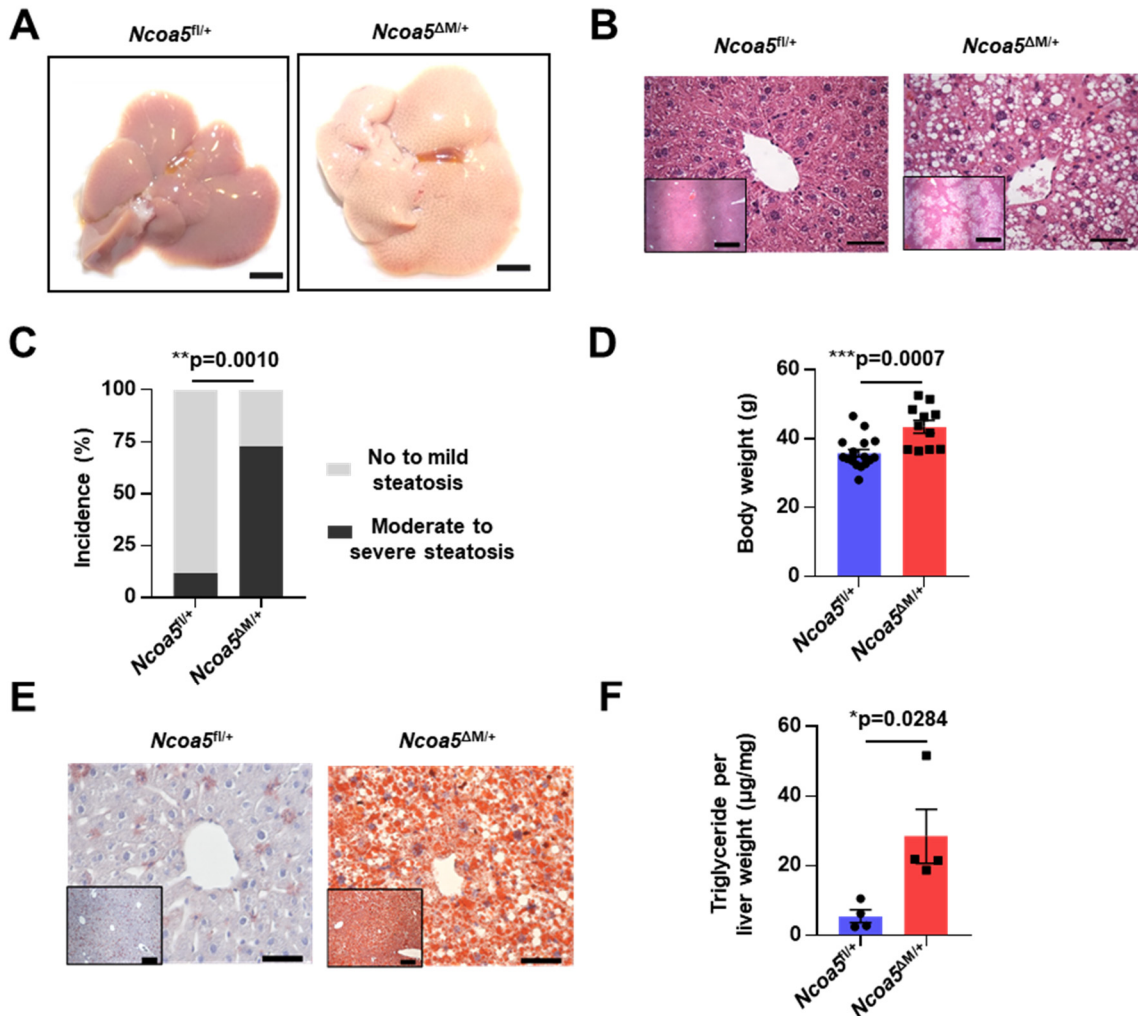 A
Ncoa5fl/+
Ncoa5ΔM/+
B
Ncoa5fl/+
Ncoa5ΔM/+
C
**p=0.0010
100
75
50
25
0
Incidence (%)
Ncoa5fl/+
Ncoa5ΔM/+
No to mild
steatosis
Moderate to
severe steatosis
D
***p=0.0007
60
40
20
0
Body weight (g)
Ncoa5fl/+
Ncoa5ΔM/+
E
Ncoa5fl/+
Ncoa5ΔM/+
F
*p=0.0284
60
40
20
0
Triglyceride per
liver weight (µg/mg)
Ncoa5fl/+
Ncoa5ΔM/+